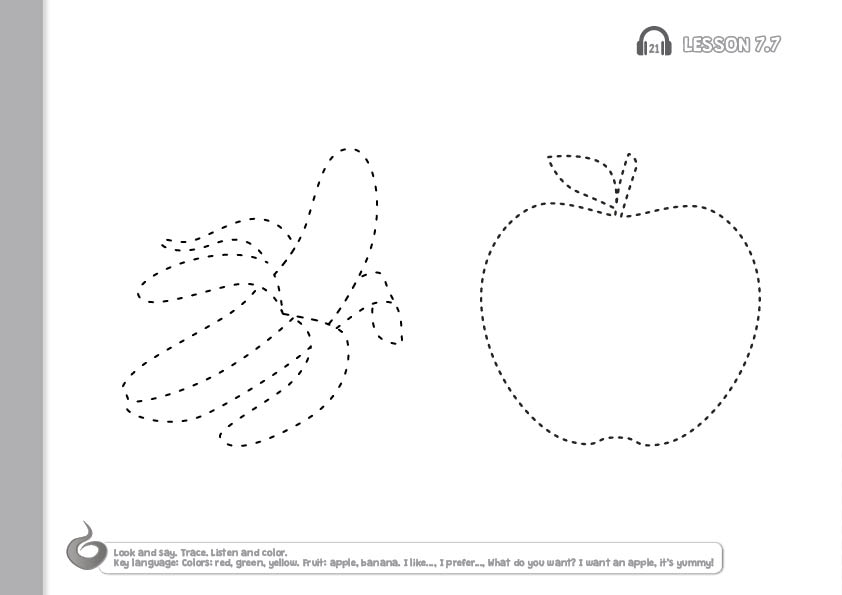 21 LESSON 7.7
Look and say. Trace. Listen and color.
Key language: Colors: red, green, yellow. Fruit: apple, banana. I like..., I prefer..., What do you want? I want an apple, it's yummy!